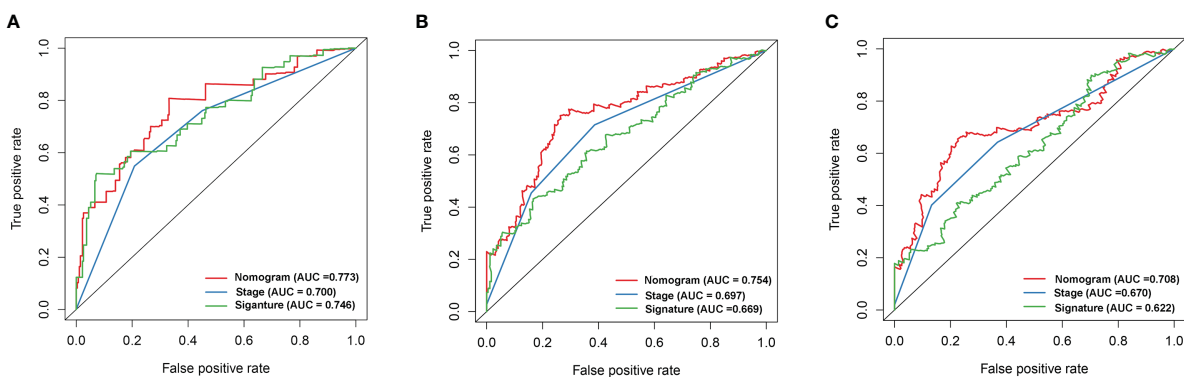 A
True positive rate
1.0
0.8
0.6
0.4
0.2
0.0
Nomogram (AUC =0.773)
Stage (AUC = 0.700)
Siganture (AUC = 0.746)
0.0 0.2 0.4 0.6 0.8 1.0
False positive rate
B
True positive rate
1.0
0.8
0.6
0.4
0.2
0.0
Nomogram (AUC = 0.754)
Stage (AUC = 0.697)
Signature (AUC =0.669)
0.0 0.2 0.4 0.6 0.8 1.0
False positive rate
C
True positive rate
1.0
0.8
0.6
0.4
0.2
0.0
Nomogram (AUC =0.708)
Stage (AUC =0.670)
Signature (AUC = 0.622)
0.0 0.2 0.4 0.6 0.8 1.0
False positive rate